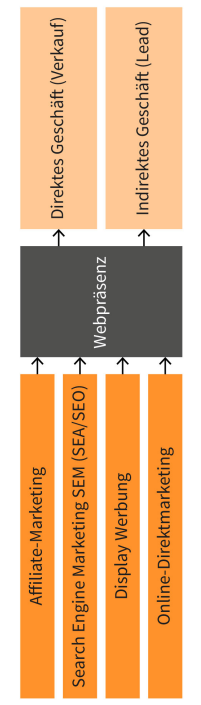 Direktes Geschäft (Verkauf)
Indirektes Geschäft (Lead)
Webpräsenz
Affiliate-Marketing
Search Engine Marketing SEM (SEA/SEO)
Display Werbung
Online-Direktmarketing